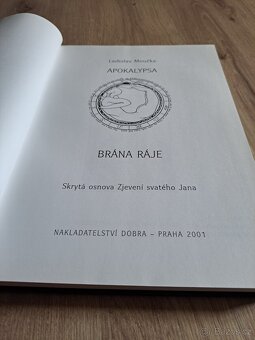 Ladislav Moučka
APOKALYPSA
BRÁNA RÁJE
Skrytá osnova Zjevení svatého Jana
NAKLADATELSTVÍ DOBRA – PRAHA 2001